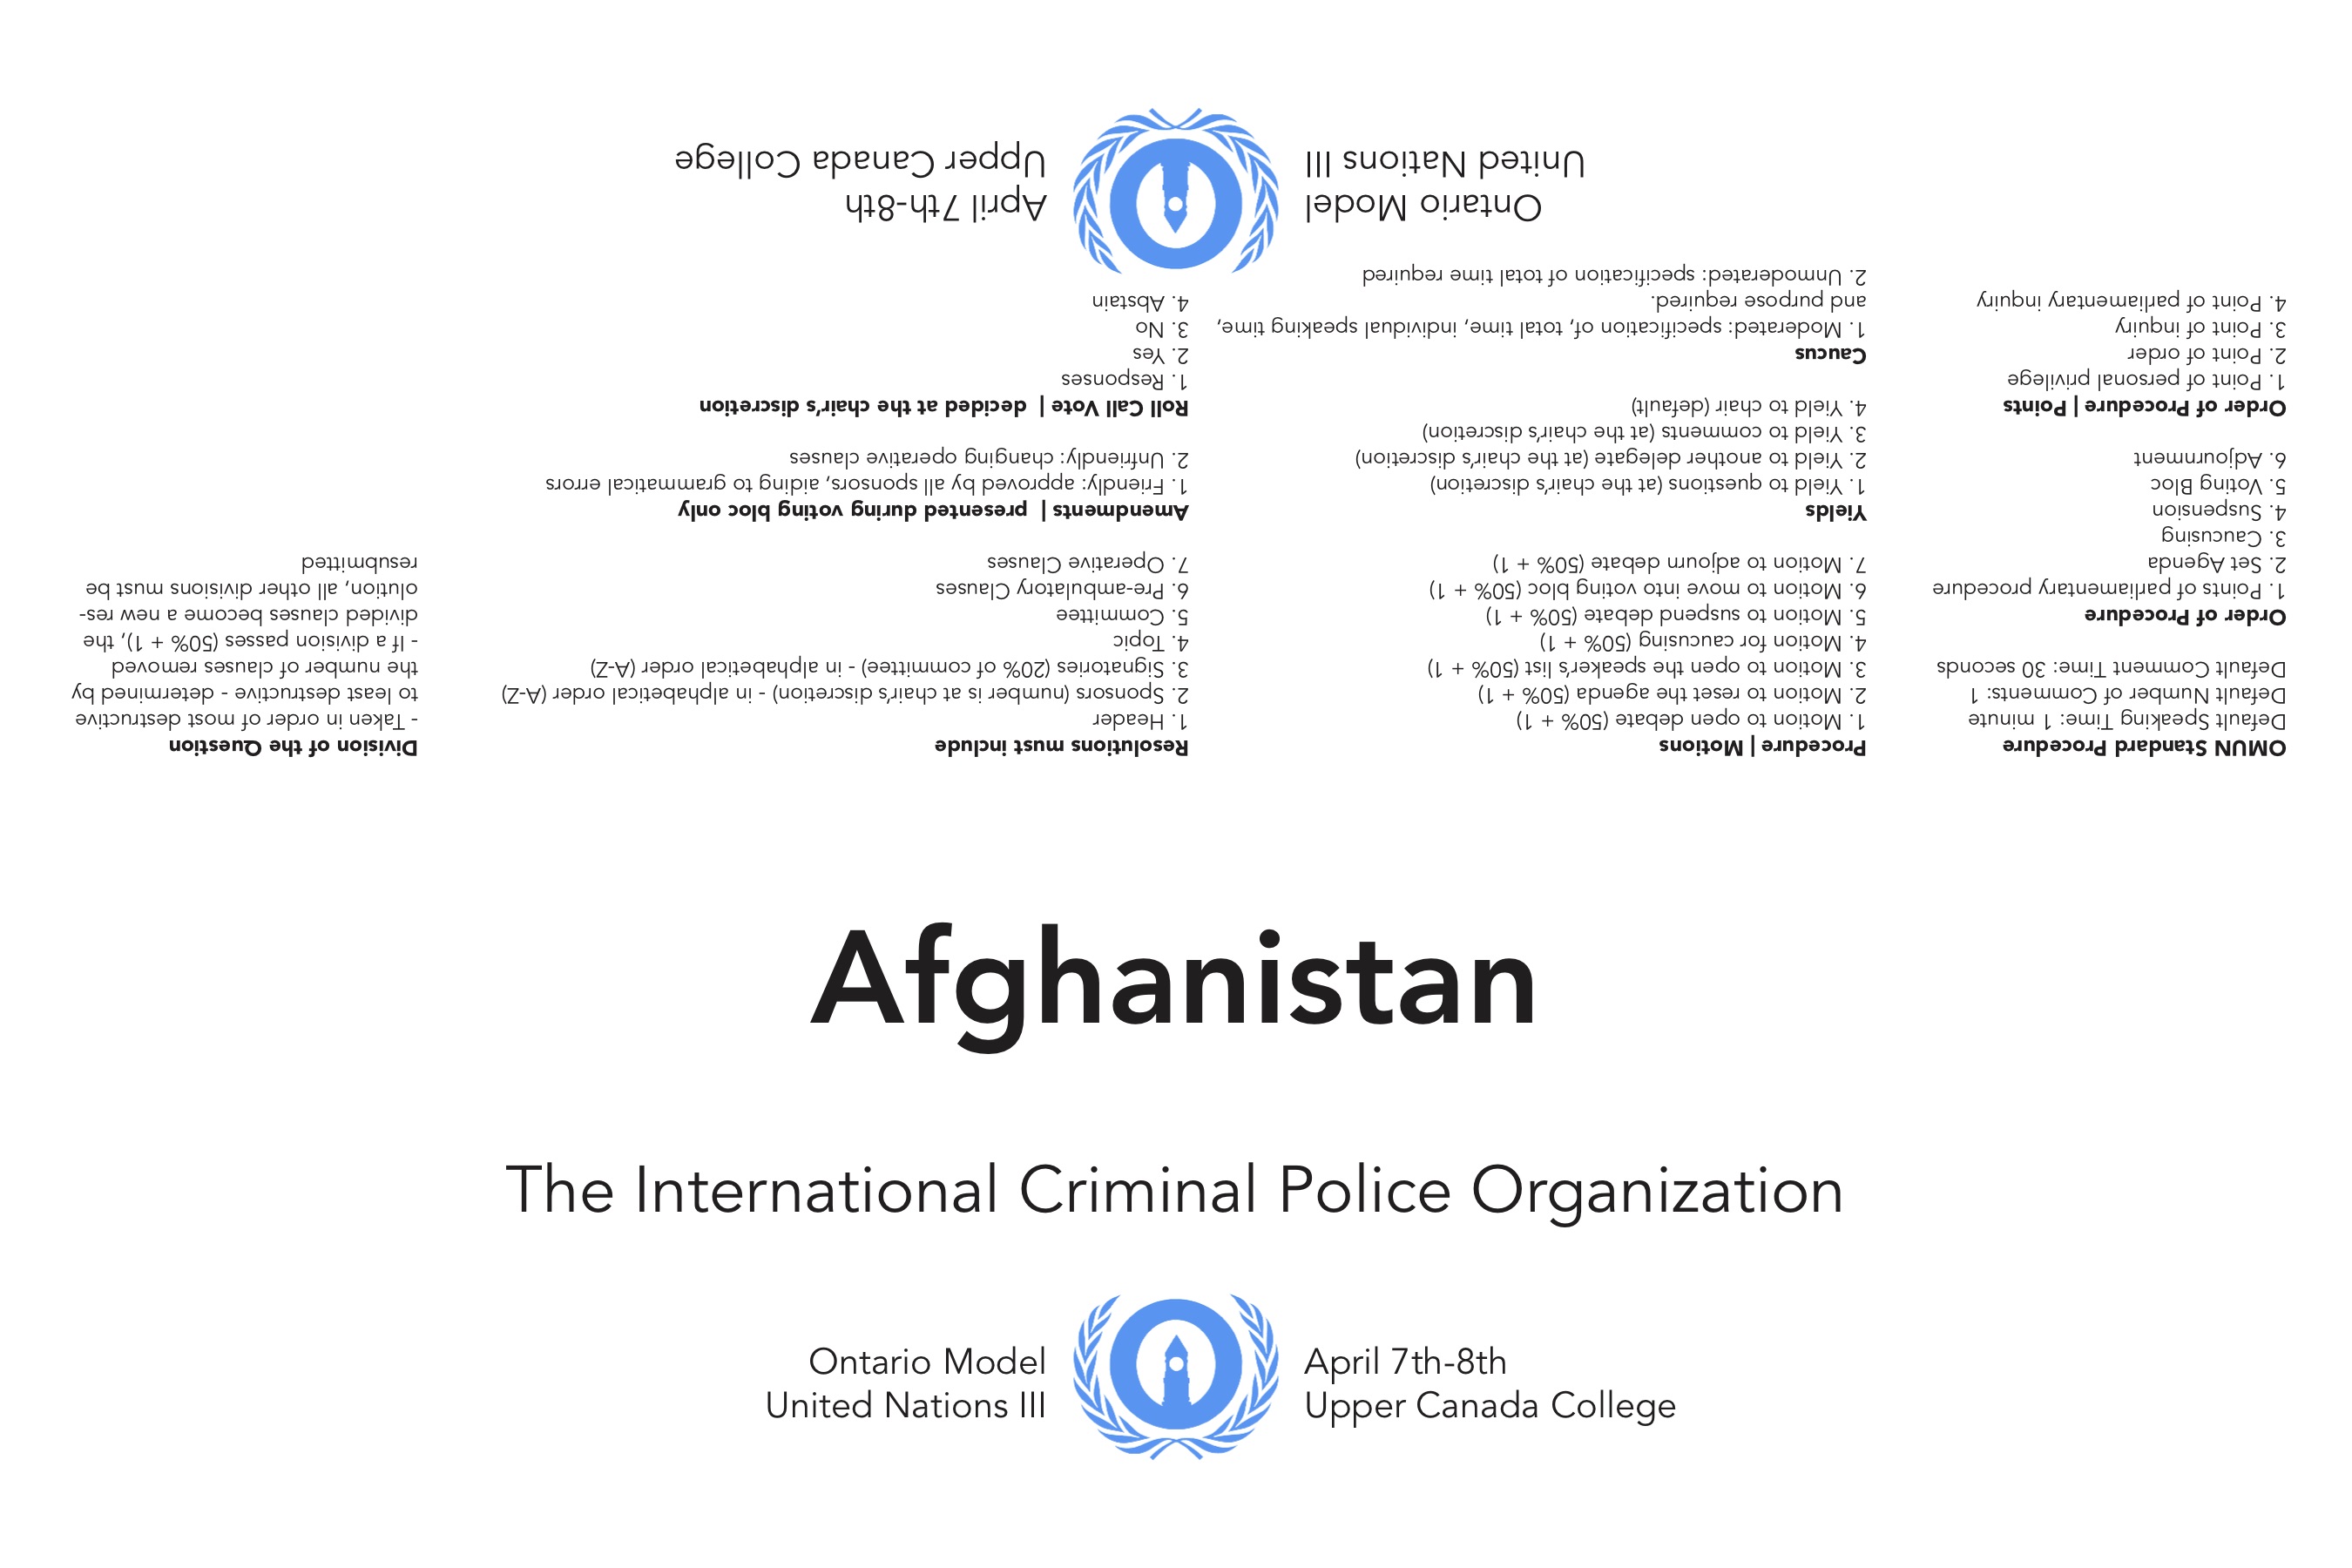 OMUN Standard Procedure
Default Speaking Time: 1 minute
Default Number of Comments: 1
Default Comment Time: 30 seconds
Order of Procedure
1. Points of parliamentary procedure
2. Set Agenda
3. Caucusing
4. Suspension
5. Voting Bloc
6. Adjournment
Order of Procedure | Points
1. Point of personal privilege
2. Point of order
3. Point of inquiry
4. Point of parliamentary inquiry
Procedure | Motions
1. Motion to open debate (50% + 1)
2. Motion to reset the agenda (50% + 1)
3. Motion to open the speaker's list (50% + 1)
4. Motion for caucusing (50% + 1)
5. Motion to suspend debate (50% + 1)
6. Motion to move into voting bloc (50% + 1)
7. Motion to adjourn debate (50% + 1)
Yields
1. Yield to questions (at the chair's discretion)
2. Yield to another delegate (at the chair's discretion)
3. Yield to comments (at the chair's discretion)
4. Yield to chair (default)
Caucus
1. Moderated: specification of, total time, individual speaking time,
and purpose required.
2. Unmoderated: specification of total time required
Resolutions must include
1. Header
2. Sponsors (number is at chair's discretion) - in alphabetical order (A-Z)
3. Signatories (20% of committee) - in alphabetical order (A-Z)
4. Topic
5. Committee
6. Pre-ambulatory Clauses
7. Operative Clauses
Amendments | presented during voting bloc only
1. Friendly: approved by all sponsors, aiding to grammatical errors
2. Unfriendly: changing operative clauses
Roll Call Vote | decided at the chair's discretion
1. Responses
2. Yes
3. No
4. Abstain
Division of the Question
- Taken in order of most destructive
to least destructive - determined by
the number of clauses removed
- If a division passes (50% + 1), the
divided clauses become a new res-
olution, all other divisions must be
resubmitted
Ontario Model
United Nations III
April 7th-8th
Upper Canada College
Afghanistan
The International Criminal Police Organization
Ontario Model
United Nations III
April 7th-8th
Upper Canada College